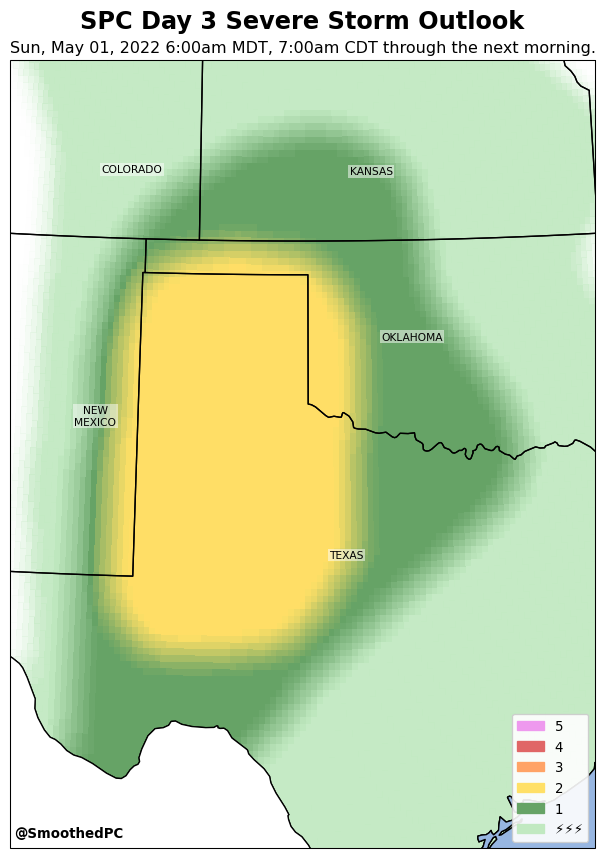 SPC Day 3 Severe Storm Outlook
Sun, May 01, 2022 6:00am MDT, 7:00am CDT through the next morning.
COLORADO
KANSAS
OKLAHOMA
NEW
MEXICO
TEXAS
5
4
3
2
1
⚡⚡⚡
@SmoothedPC